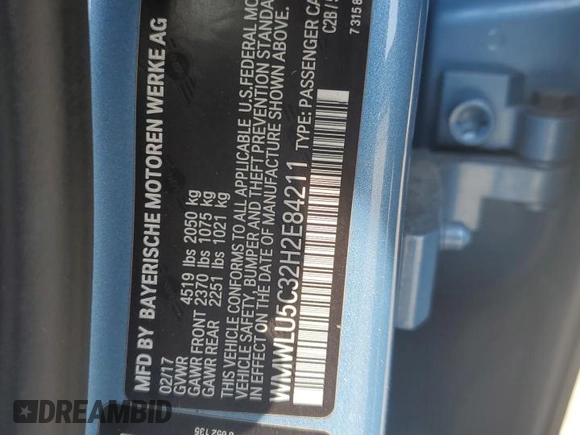 MFD BY BAYERISCHE MOTOREN WERKE AG
02/17
GVWR 4519 lbs 2050 kg
GAWR FRONT 2370 lbs 1075 kg
GAWR REAR 2251 lbs 1021 kg
THIS VEHICLE CONFORMS TO ALL APPLICABLE U.S. FEDERAL MO
VEHICLE SAFETY, BUMPER AND THEFT PREVENTION STANDA
IN EFFECT ON THE DATE OF MANUFACTURE SHOWN ABOVE.
WMWLU5C32H2E84211 TYPE: PASSENGER CA
C2B
7315
DREAMBID